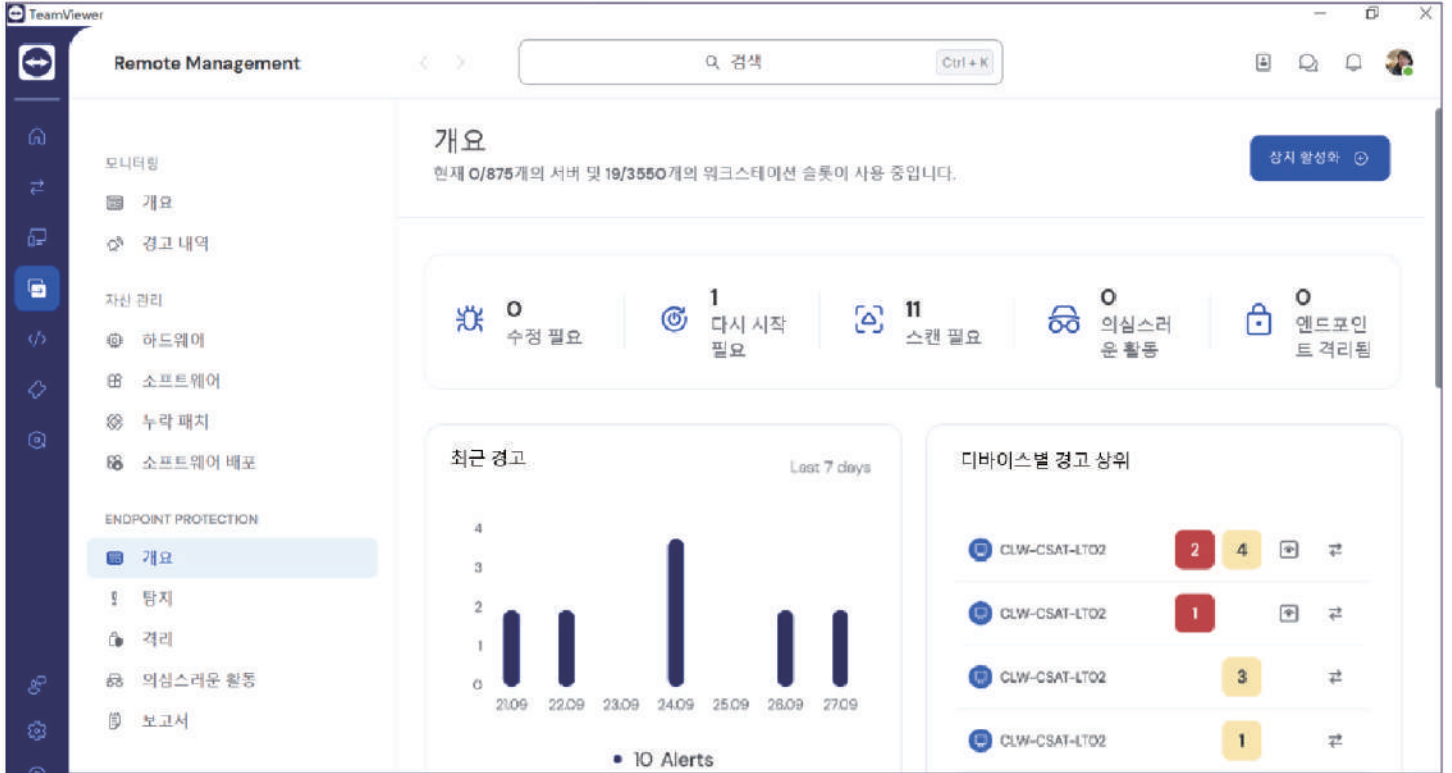 TeamViewer
Remote Management
검색
Ctrl + K
모니터링
개요
경고 내역
자산 관리
하드웨어
소프트웨어
누락 패치
소프트웨어 배포
ENDPOINT PROTECTION
개요
탐지
격리
의심스러운 활동
보고서
개요
현재 0/875개의 서버 및 19/3550개의 워크스테이션 슬롯이 사용 중입니다.
장치 활성화
0
수정 필요
1
다시 시작
필요
11
스캔 필요
0
의심스러
운 활동
0
엔드포인
트 격리됨
최근 경고
Last 7 days
4
3
2
1
0
21.09 22.09 23.09 24.09 25.09 26.09 27.09
10 Alerts
디바이스별 경고 상위
CLW-CSAT-LT02 2 4
CLW-CSAT-LT02 1
CLW-CSAT-LT02 3
CLW-CSAT-LT02 1